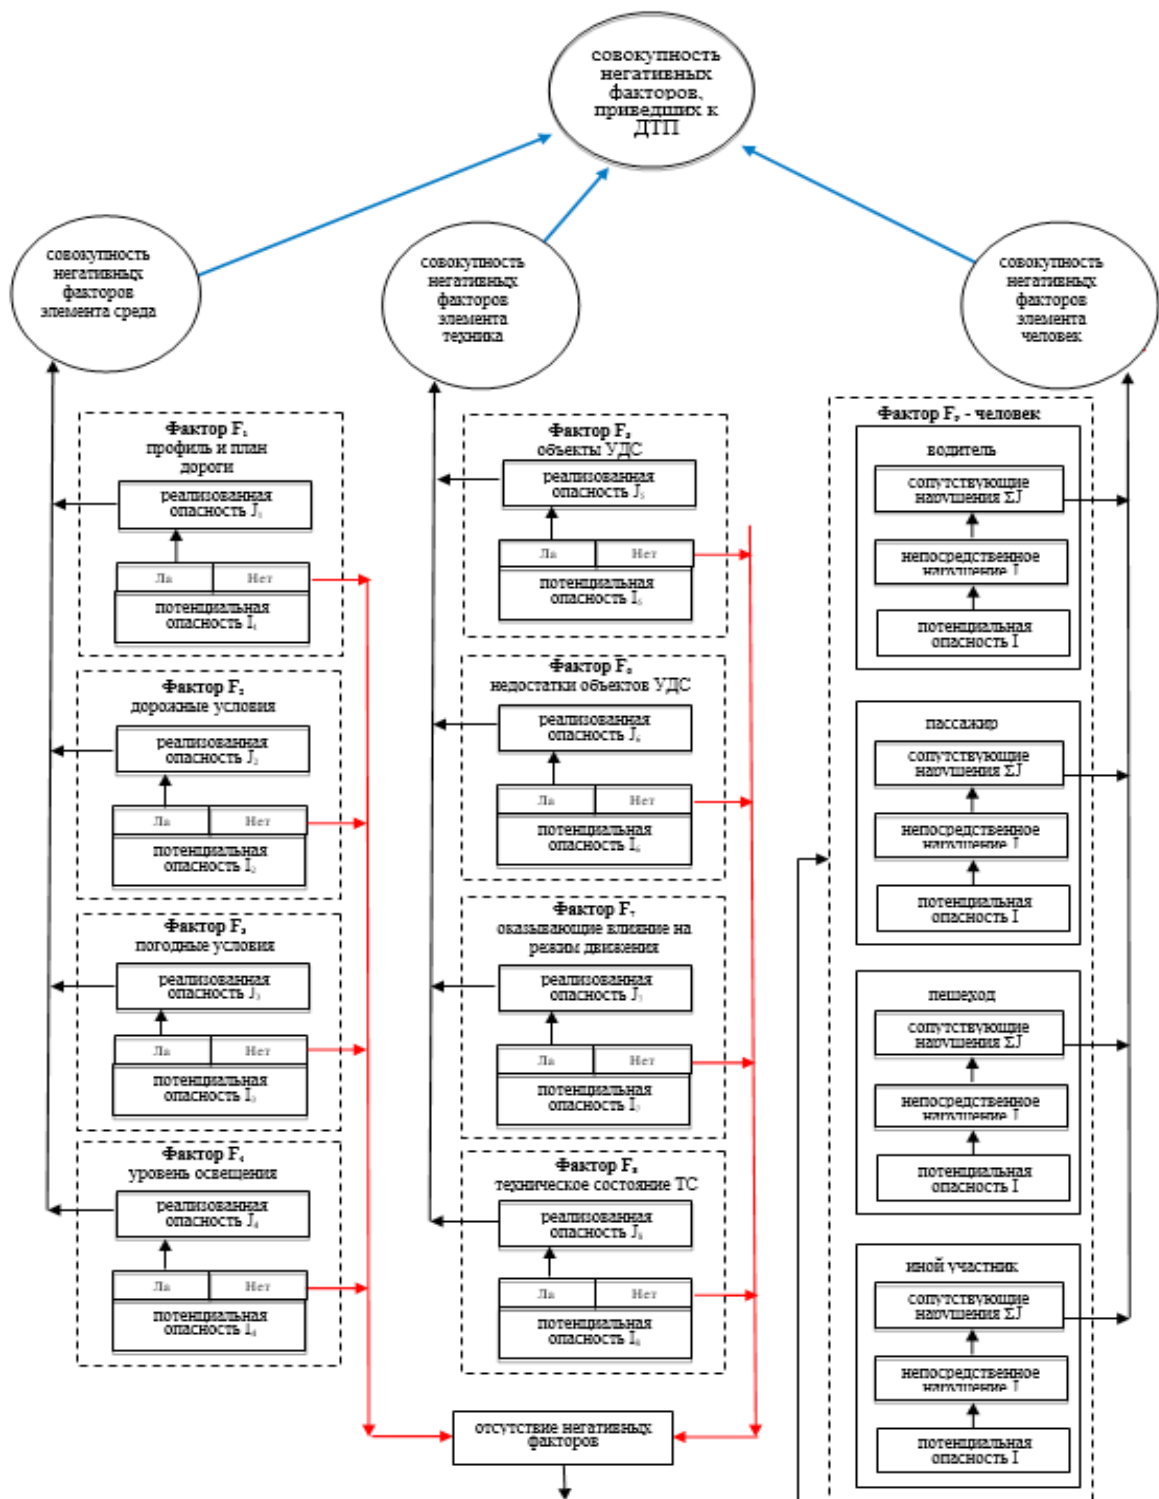 совокупность
негативных
факторов,
приведших к
ДТП
совокупность
негативных
факторов
элемента среда
совокупность
негативных
факторов
элемента
техника
совокупность
негативных
факторов
элемента
человек
Фактор F₁
профиль и план
дороги
реализованная
опасность J₁
Да Нет
потенциальная
опасность I₁
Фактор F₂
дорожные условия
реализованная
опасность J₂
Да Нет
потенциальная
опасность I₂
Фактор F₃
погодные условия
реализованная
опасность J₃
Да Нет
потенциальная
опасность I₃
Фактор F₄
уровень освещения
реализованная
опасность J₄
Да Нет
потенциальная
опасность I₄
Фактор F₅
объекты УДС
реализованная
опасность J₅
Да Нет
потенциальная
опасность I₅
Фактор F₆
недостатки объектов УДС
реализованная
опасность J₆
Да Нет
потенциальная
опасность I₆
Фактор F₇
оказывающие влияние на
режим движения
реализованная
опасность J₇
Да Нет
потенциальная
опасность I₇
Фактор F₈
техническое состояние ТС
реализованная
опасность J₈
Да Нет
потенциальная
опасность I₈
Фактор F₉ - человек
водитель
сопутствующие
нарушения ΣJ
непосредственное
нарушение J
потенциальная
опасность I
пассажир
сопутствующие
нарушения ΣJ
непосредственное
нарушение J
потенциальная
опасность I
пешеход
сопутствующие
нарушения ΣJ
непосредственное
нарушение J
потенциальная
опасность I
иной участник
сопутствующие
нарушения ΣJ
непосредственное
нарушение J
потенциальная
опасность I
отсутствие негативных
факторов